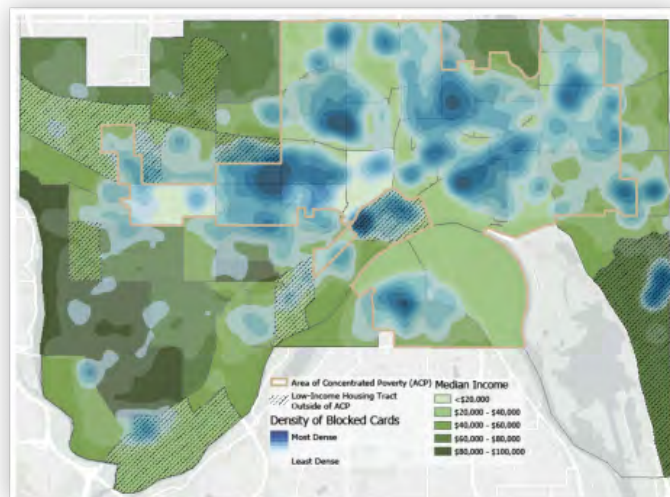 Area of Concentrated Poverty (ACP)
Low-Income Housing Tract
Outside of ACP
Density of Blocked Cards
Most Dense
Least Dense
Median Income
<$20,000
$20,000 - $40,000
$40,000 - $60,000
$60,000 - $80,000
$80,000 - $100,000